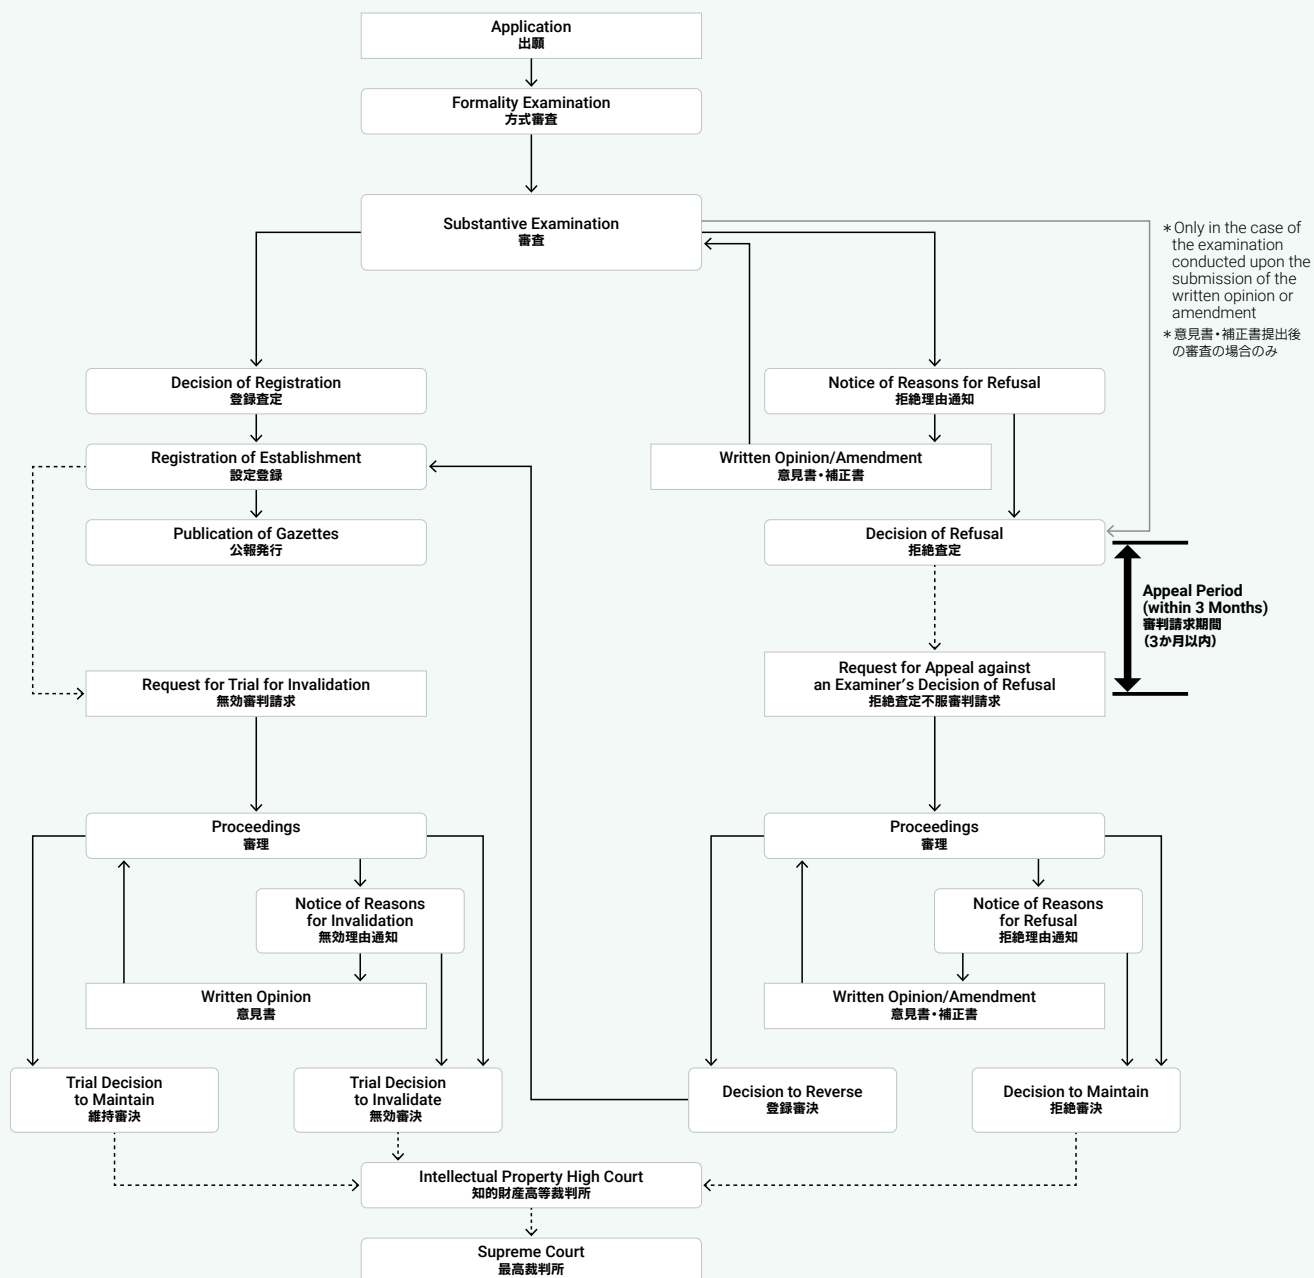 Application
出願
Formality Examination
方式審査
Substantive Examination
審査
＊Only in the case of
the examination
conducted upon the
submission of the
written opinion or
amendment
＊意見書・補正書提出後
の審査の場合のみ
Decision of Registration
登録査定
Notice of Reasons for Refusal
拒絶理由通知
Registration of Establishment
設定登録
Written Opinion/Amendment
意見書・補正書
Publication of Gazettes
公報発行
Decision of Refusal
拒絶査定
Appeal Period
(within 3 Months)
審判請求期間
（3か月以内）
Request for Trial for Invalidation
無効審判請求
Request for Appeal against
an Examiner's Decision of Refusal
拒絶査定不服審判請求
Proceedings
審理
Proceedings
審理
Notice of Reasons
for Invalidation
無効理由通知
Notice of Reasons
for Refusal
拒絶理由通知
Written Opinion
意見書
Written Opinion/Amendment
意見書・補正書
Trial Decision
to Maintain
維持審決
Trial Decision
to Invalidate
無効審決
Decision to Reverse
登録審決
Decision to Maintain
拒絶審決
Intellectual Property High Court
知的財産高等裁判所
Supreme Court
最高裁判所